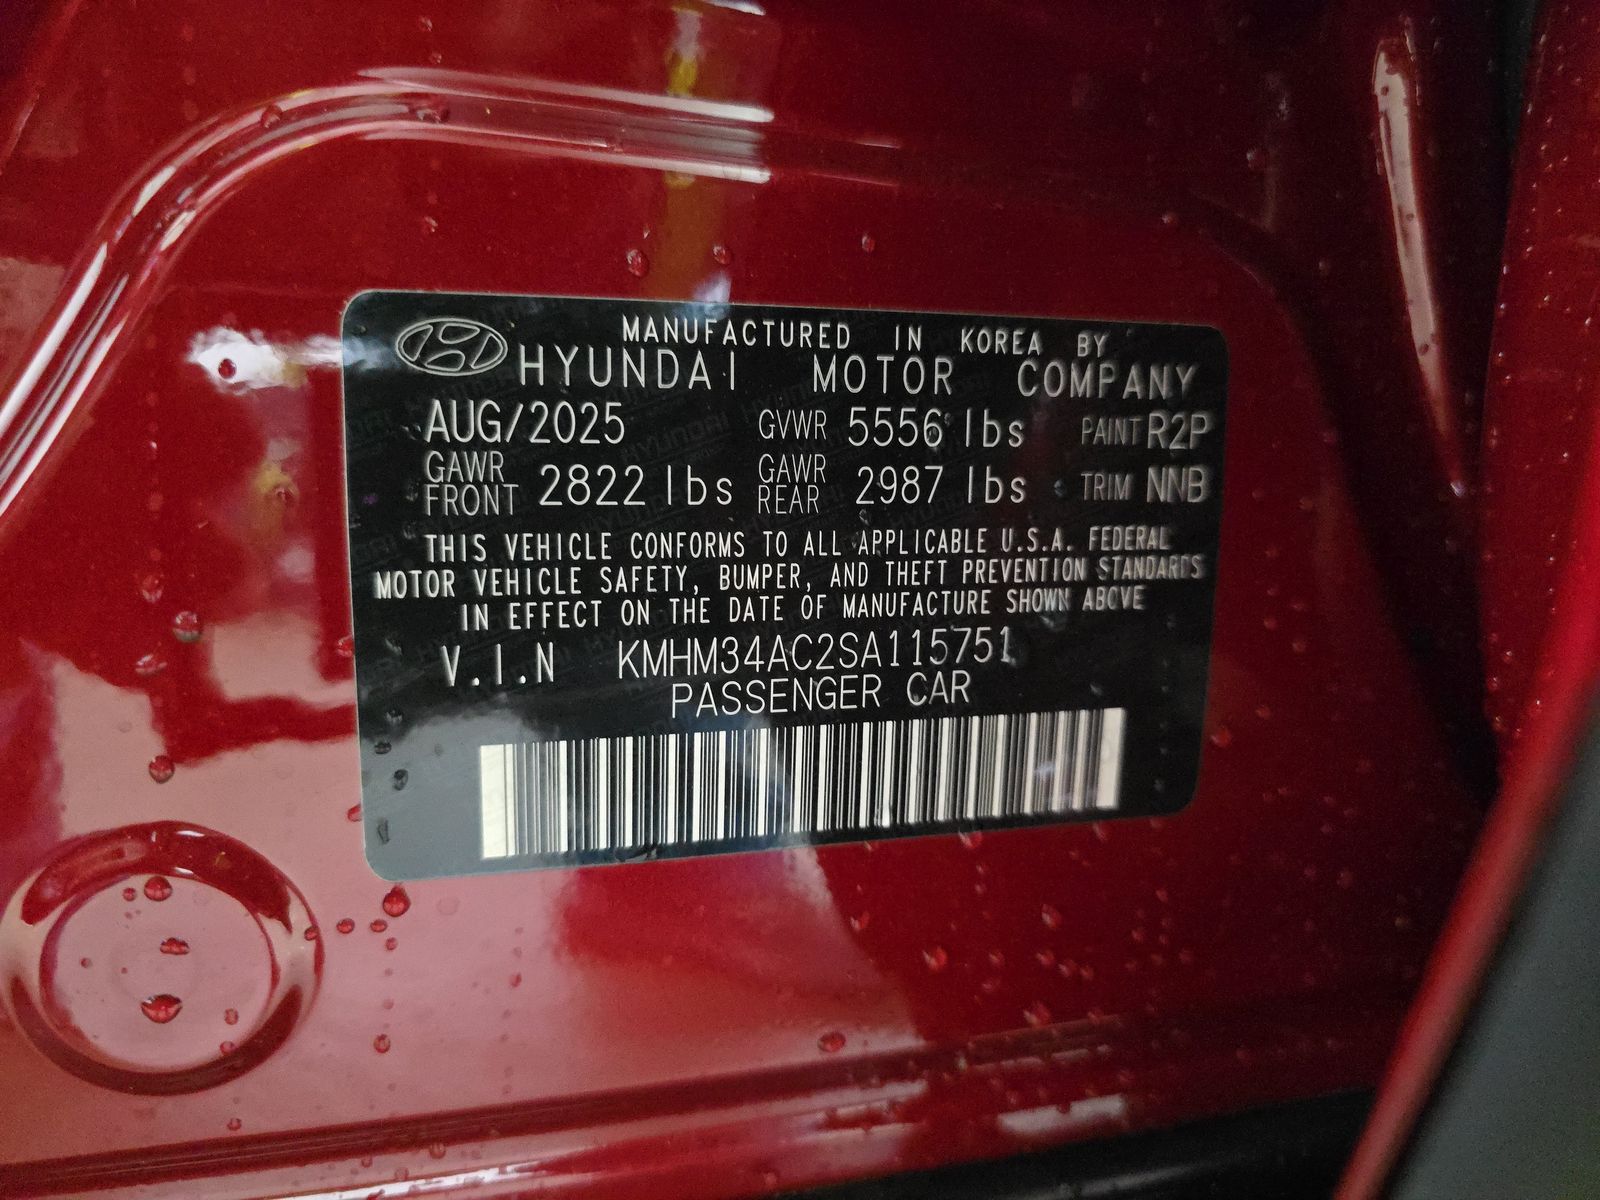 MANUFACTURED IN KOREA BY
HYUNDAI MOTOR COMPANY
AUG/2025 GVWR 5556 lbs PAINT R2P
GAWR FRONT 2822 lbs GAWR REAR 2987 lbs TRIM NNB
THIS VEHICLE CONFORMS TO ALL APPLICABLE U.S.A. FEDERAL
MOTOR VEHICLE SAFETY, BUMPER, AND THEFT PREVENTION STANDARDS
IN EFFECT ON THE DATE OF MANUFACTURE SHOWN ABOVE
V.I.N KMHM34AC2SA115751
PASSENGER CAR